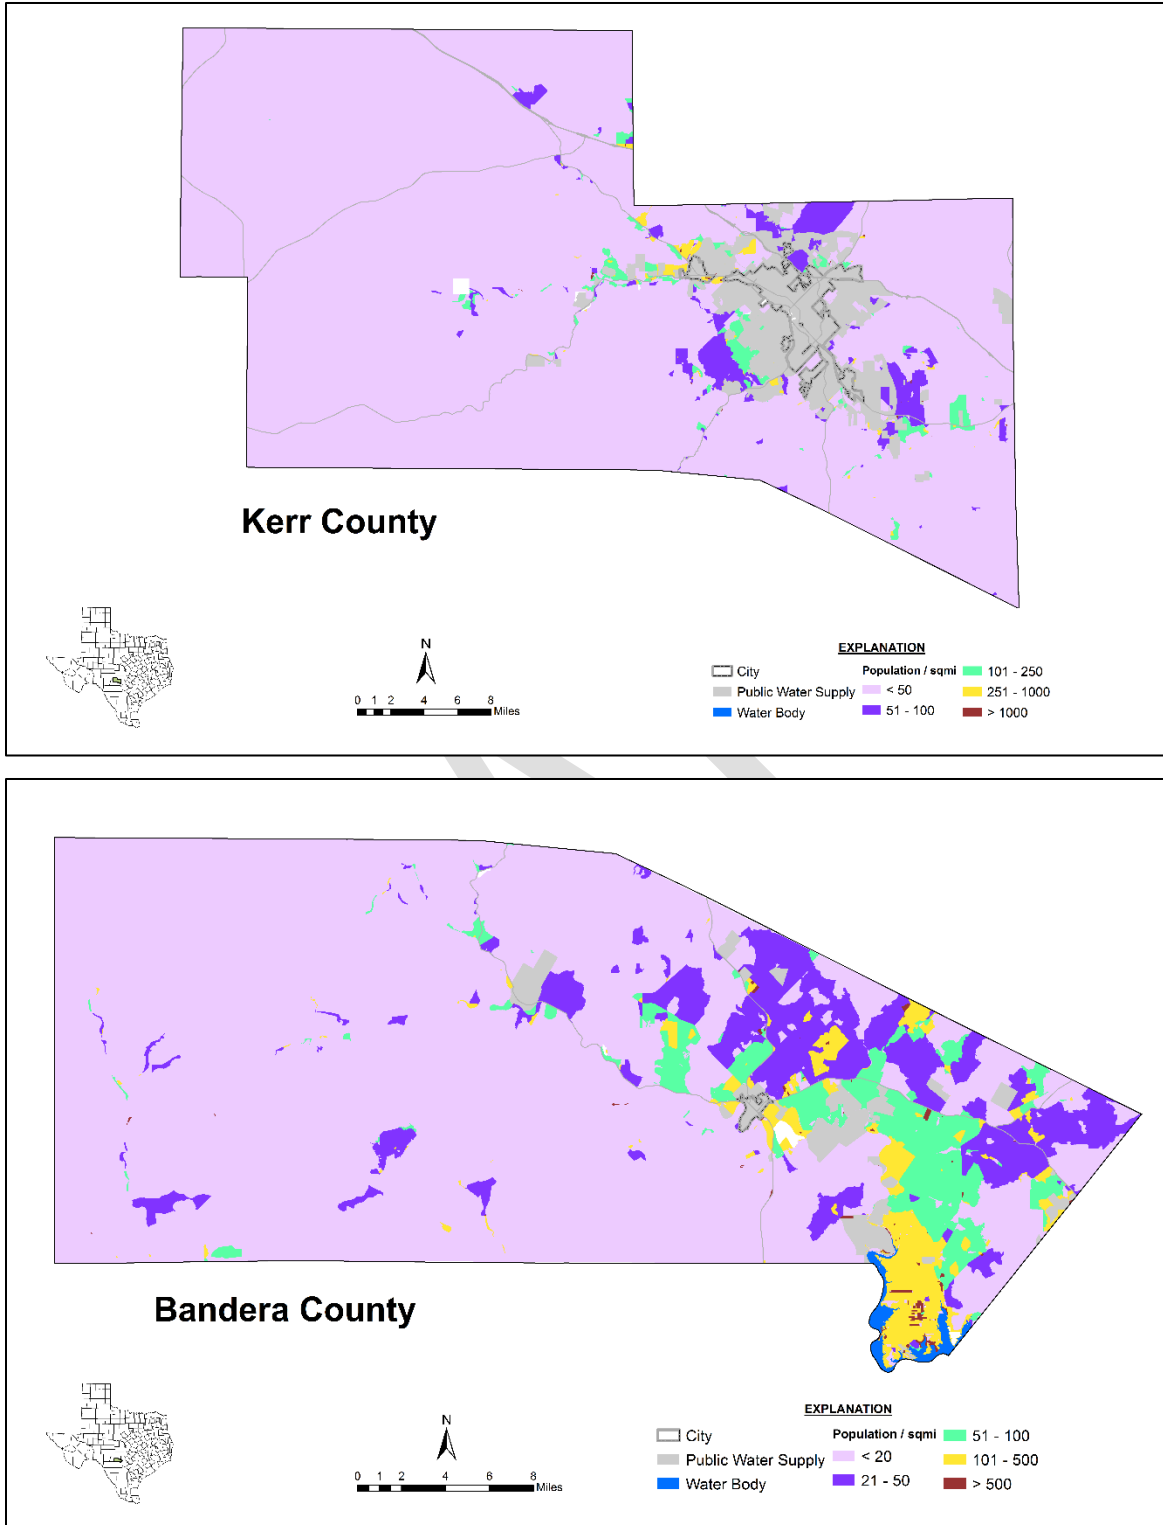 Kerr County
N
0 1 2 4 6 8
Miles
EXPLANATION
City
Public Water Supply
Water Body
Population / sqmi
< 50
51 - 100
101 - 250
251 - 1000
> 1000
Bandera County
N
0 1 2 4 6 8
Miles
EXPLANATION
City
Public Water Supply
Water Body
Population / sqmi
< 20
21 - 50
51 - 100
101 - 500
> 500